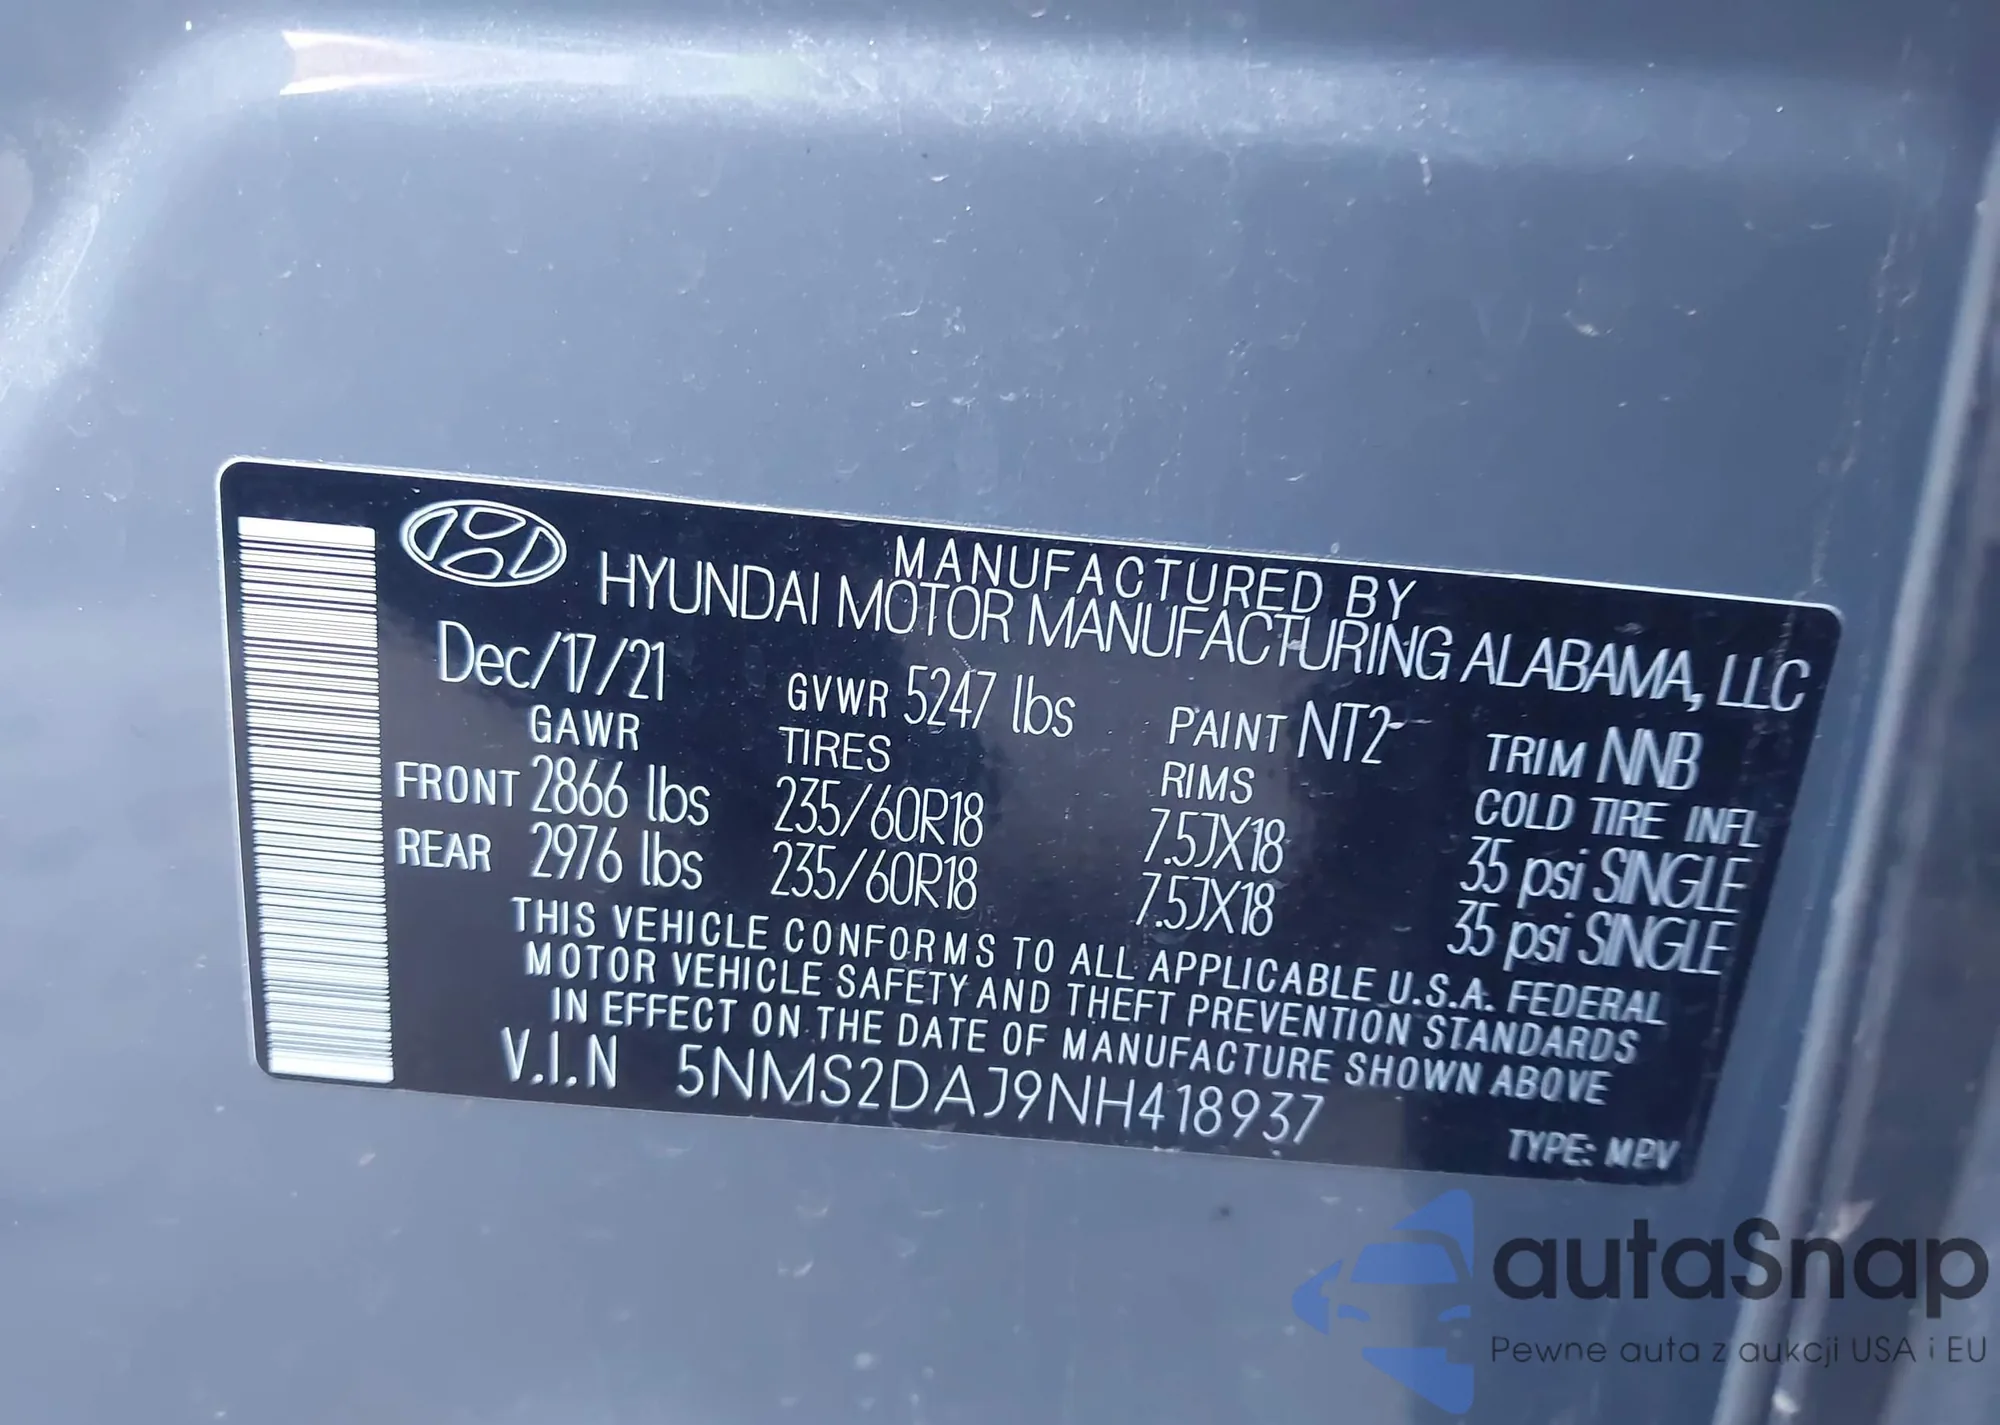 MANUFACTURED BY
HYUNDAI MOTOR MANUFACTURING ALABAMA, LLC
Dec/17/21 GVWR 5247 lbs PAINT NT2- TRIM NNB
GAWR TIRES RIMS COLD TIRE INFL
FRONT 2866 lbs 235/60R18 7.5JX18 35 psi SINGLE
REAR 2976 lbs 235/60R18 7.5JX18 35 psi SINGLE
THIS VEHICLE CONFORMS TO ALL APPLICABLE U.S.A. FEDERAL
MOTOR VEHICLE SAFETY AND THEFT PREVENTION STANDARDS
IN EFFECT ON THE DATE OF MANUFACTURE SHOWN ABOVE
V.I.N 5NMS2DAJ9NH418937
TYPE: MPV
autaSnap
Pewne auta z aukcji USA i EU